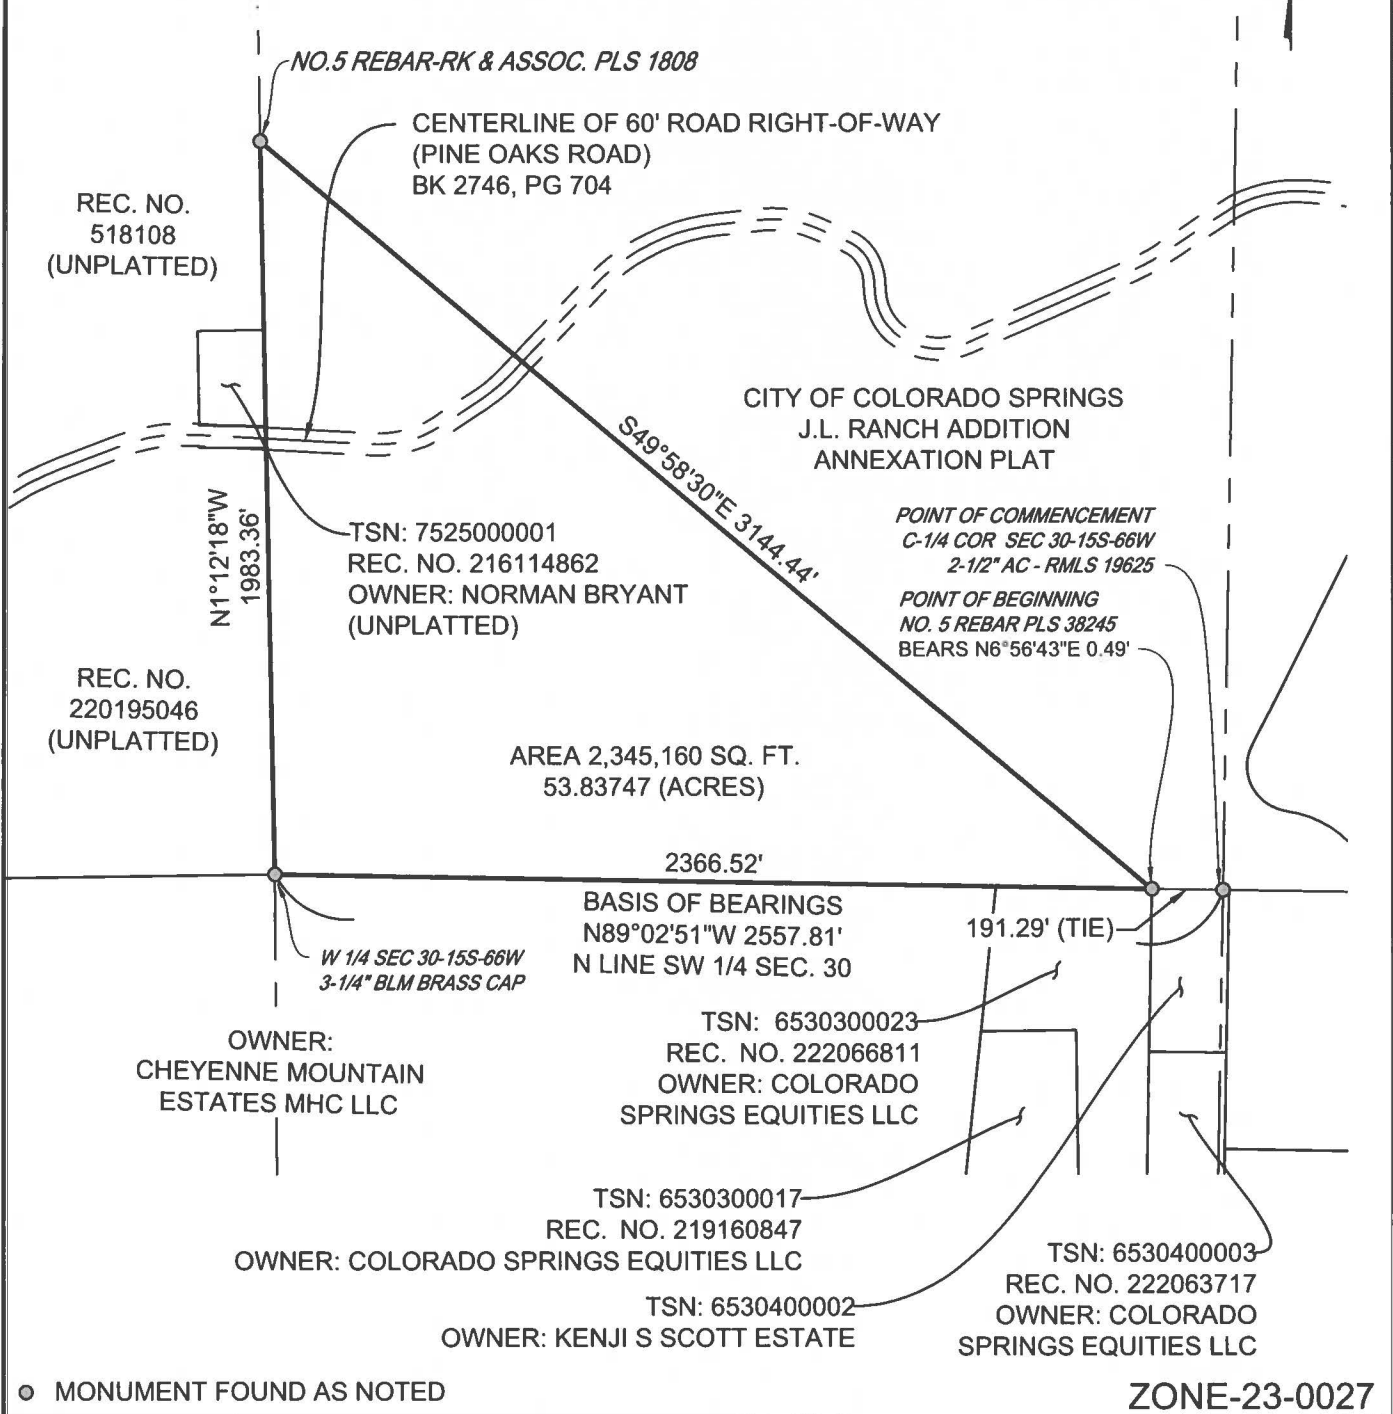 NO.5 REBAR-RK & ASSOC. PLS 1808
CENTERLINE OF 60' ROAD RIGHT-OF-WAY
(PINE OAKS ROAD)
BK 2746, PG 704
REC. NO.
518108
(UNPLATTED)
CITY OF COLORADO SPRINGS
J.L. RANCH ADDITION
ANNEXATION PLAT
S49°58'30"E 3144.44'
N1°12'18"W
1983.36'
TSN: 7525000001
REC. NO. 216114862
OWNER: NORMAN BRYANT
(UNPLATTED)
POINT OF COMMENCEMENT
C-1/4 COR SEC 30-15S-66W
2-1/2" AC - RMLS 19625
POINT OF BEGINNING
NO. 5 REBAR PLS 38245
BEARS N6°56'43"E 0.49'
REC. NO.
220195046
(UNPLATTED)
AREA 2,345,160 SQ. FT.
53.83747 (ACRES)
2366.52'
BASIS OF BEARINGS
N89°02'51"W 2557.81'
N LINE SW 1/4 SEC. 30
191.29' (TIE)
W 1/4 SEC 30-15S-66W
3-1/4" BLM BRASS CAP
OWNER:
CHEYENNE MOUNTAIN
ESTATES MHC LLC
TSN: 6530300023
REC. NO. 222066811
OWNER: COLORADO
SPRINGS EQUITIES LLC
TSN: 6530300017
REC. NO. 219160847
OWNER: COLORADO SPRINGS EQUITIES LLC
TSN: 6530400002
OWNER: KENJI S SCOTT ESTATE
TSN: 6530400003
REC. NO. 222063717
OWNER: COLORADO
SPRINGS EQUITIES LLC
MONUMENT FOUND AS NOTED
ZONE-23-0027